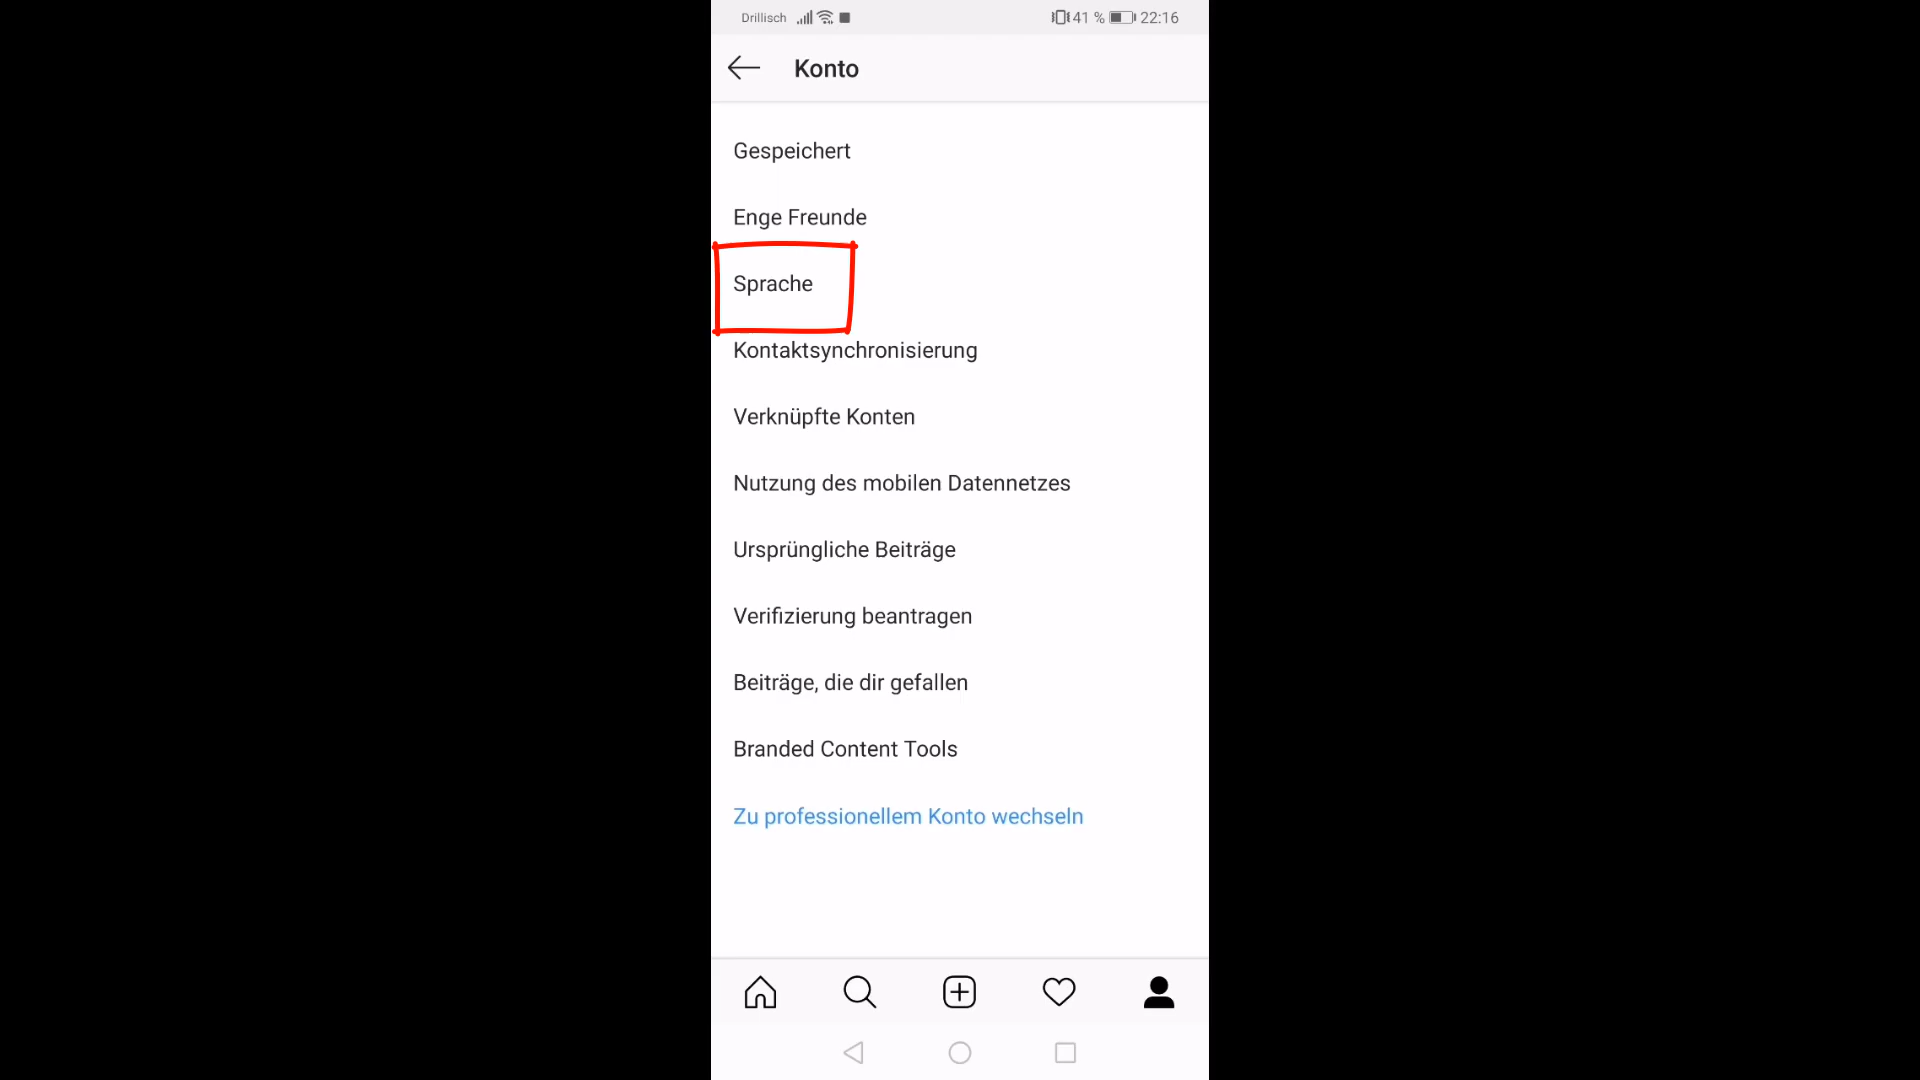 Drillisch 41 % 22:16
Konto
Gespeichert
Enge Freunde
Sprache
Kontaktsynchronisierung
Verknüpfte Konten
Nutzung des mobilen Datennetzes
Ursprüngliche Beiträge
Verifizierung beantragen
Beiträge, die dir gefallen
Branded Content Tools
Zu professionellem Konto wechseln